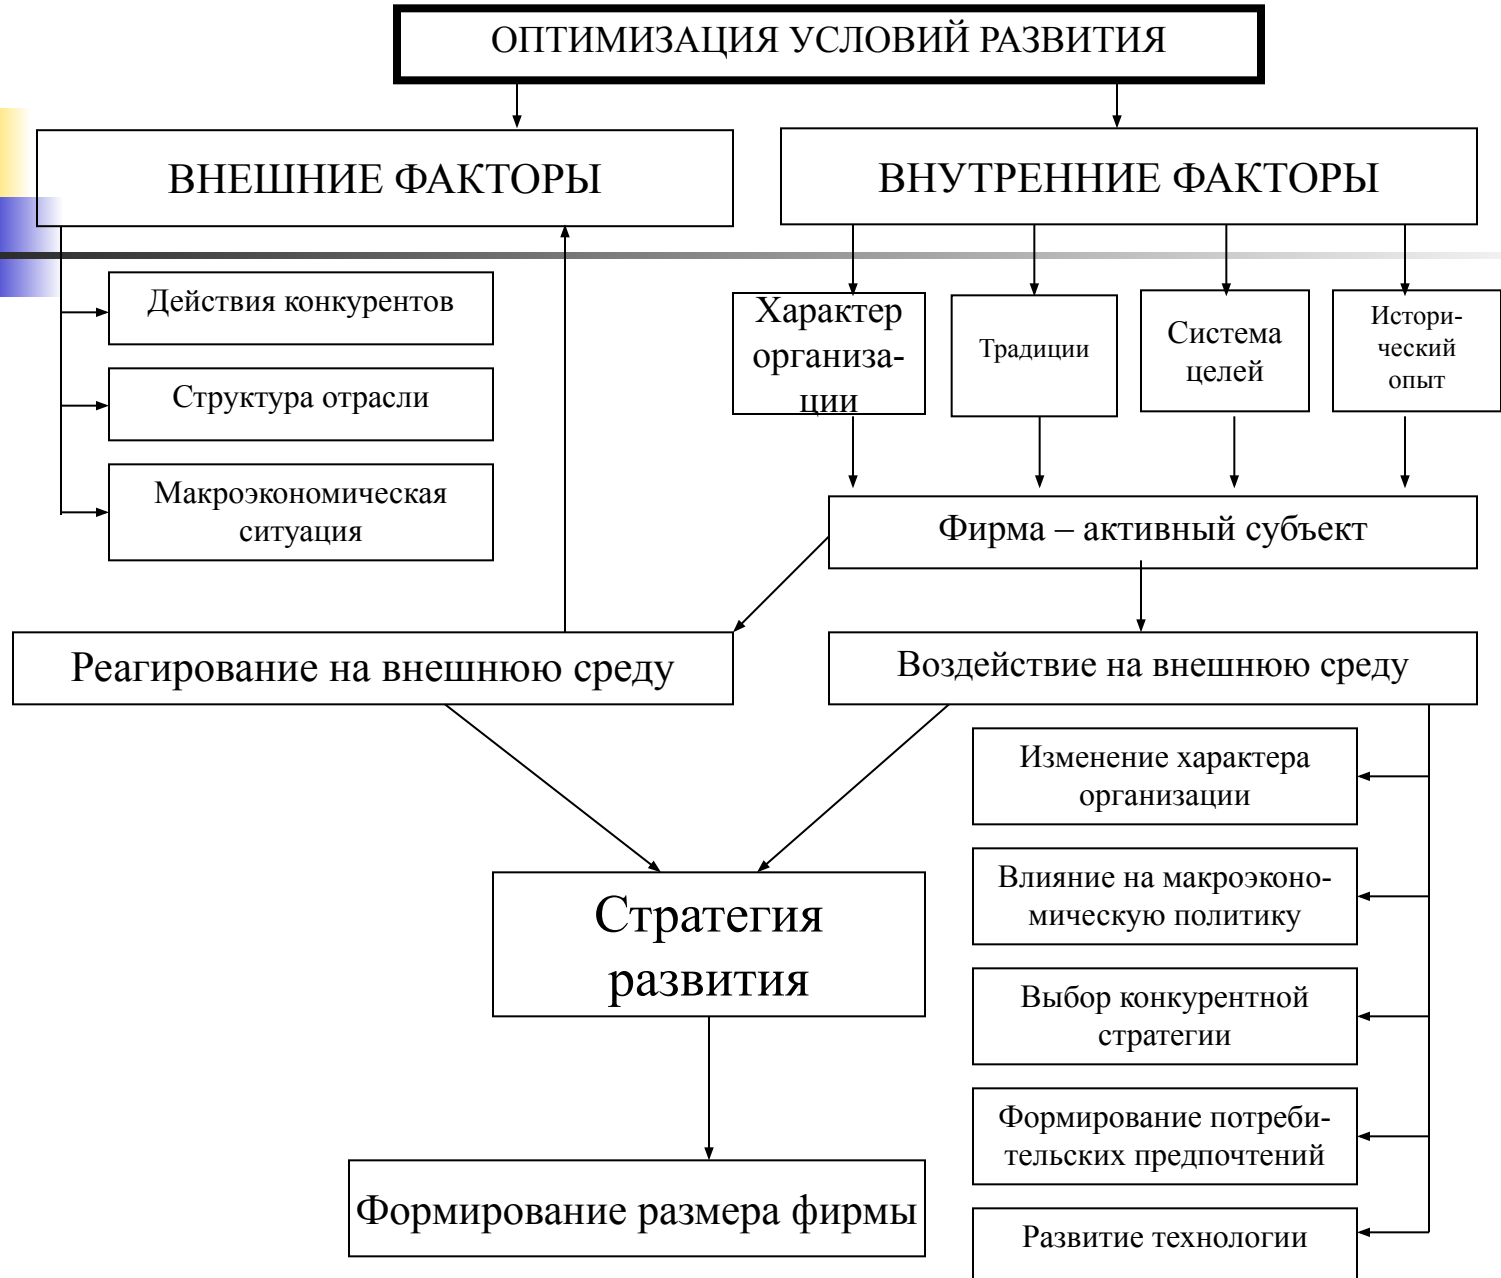 ОПТИМИЗАЦИЯ УСЛОВИЙ РАЗВИТИЯ
ВНЕШНИЕ ФАКТОРЫ
ВНУТРЕННИЕ ФАКТОРЫ
Действия конкурентов
Структура отрасли
Макроэкономическая
ситуация
Характер
организа-
ции
Традиции
Система
целей
Истори-
ческий
опыт
Фирма – активный субъект
Реагирование на внешнюю среду
Воздействие на внешнюю среду
Изменение характера
организации
Влияние на макроэконо-
мическую политику
Выбор конкурентной
стратегии
Формирование потреби-
тельских предпочтений
Развитие технологии
Стратегия
развития
Формирование размера фирмы